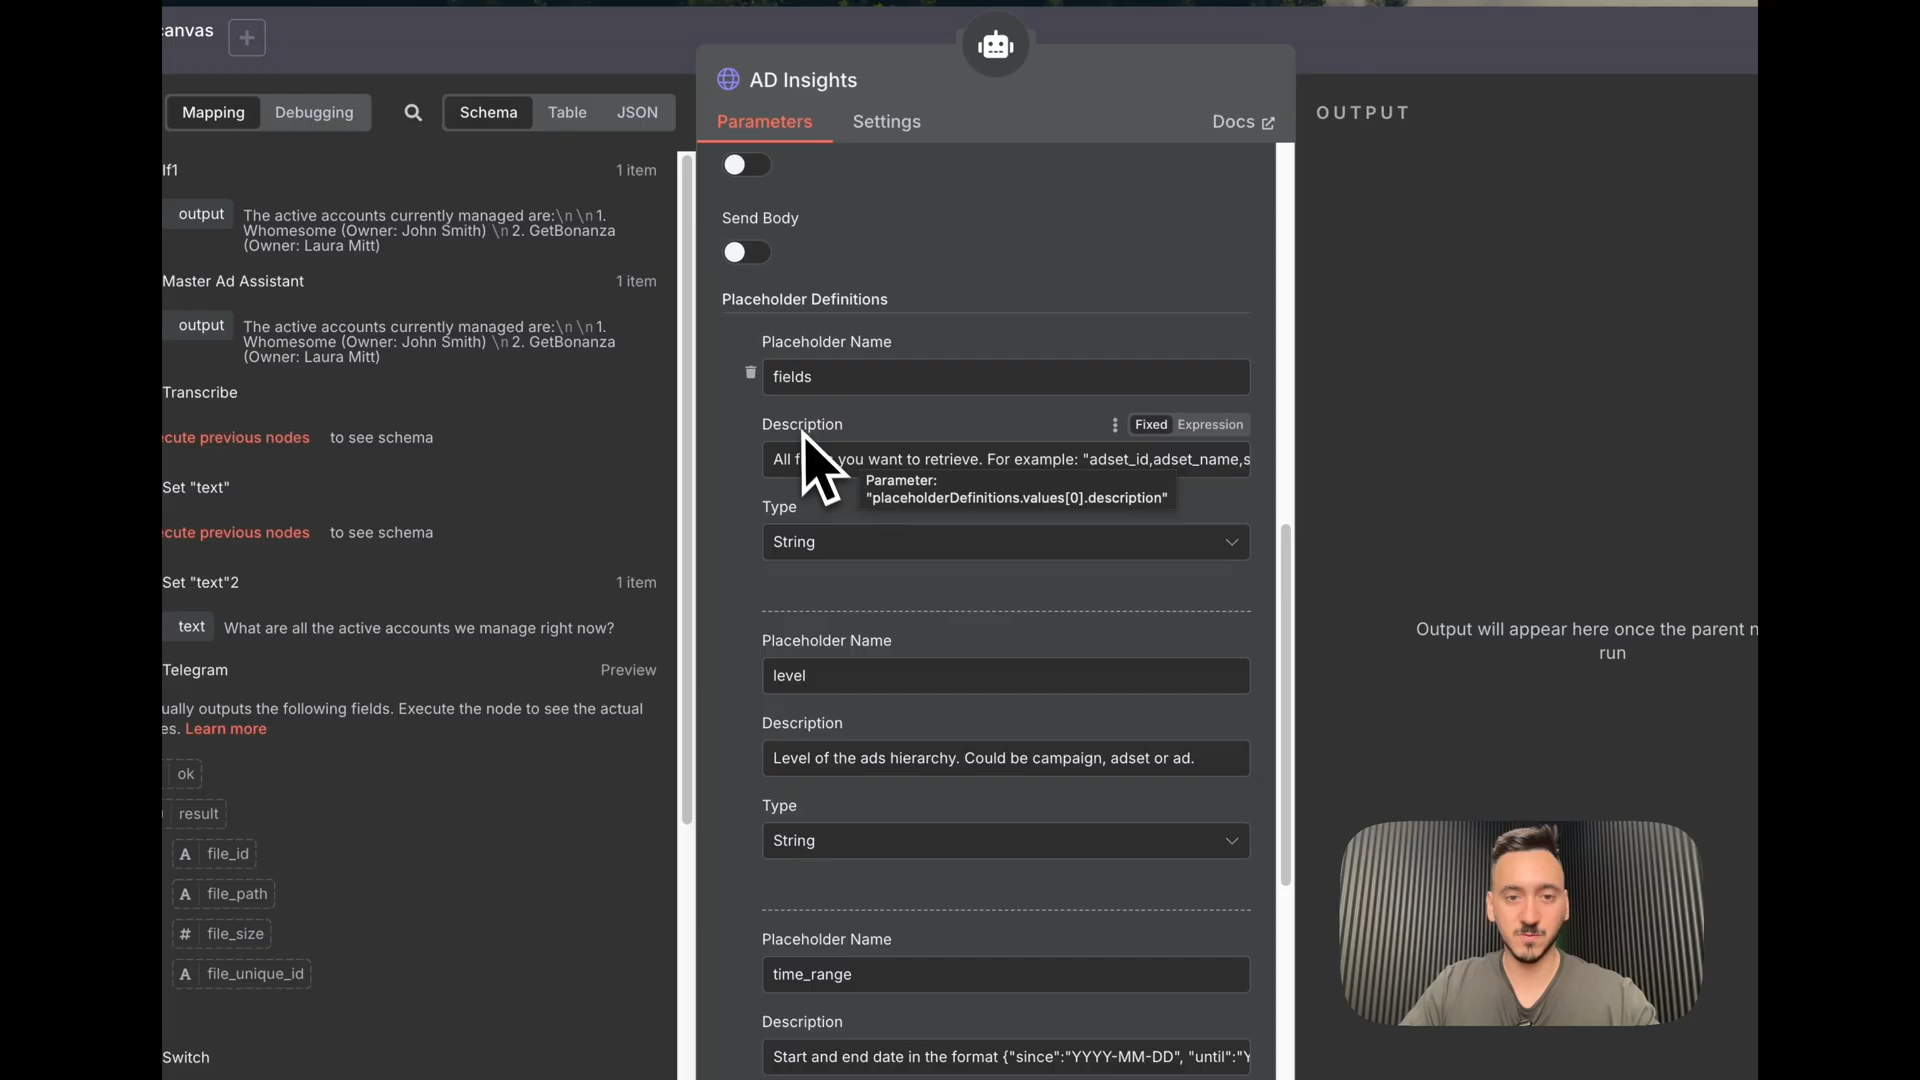 anvas
Mapping
Debugging
Schema
Table
JSON
If1
1 item
output
The active accounts currently managed are:\n \n 1.
Whomesome (Owner: John Smith) \n 2. GetBonanza
(Owner: Laura Mitt)
Master Ad Assistant
1 item
output
The active accounts currently managed are:\n \n 1.
Whomesome (Owner: John Smith) \n 2. GetBonanza
(Owner: Laura Mitt)
Transcribe
cute previous nodes to see schema
Set "text"
cute previous nodes to see schema
Set "text"2
1 item
text
What are all the active accounts we manage right now?
Telegram
Preview
ually outputs the following fields. Execute the node to see the actual
es. Learn more
ok
result
A file_id
A file_path
# file_size
A file_unique_id
Switch
AD Insights
Parameters
Settings
Docs
Send Body
Placeholder Definitions
Placeholder Name
fields
Description
Fixed
Expression
All f you want to retrieve. For example: "adset_id,adset_name,s
Parameter:
"placeholderDefinitions.values[0].description"
Type
String
Placeholder Name
level
Description
Level of the ads hierarchy. Could be campaign, adset or ad.
Type
String
Placeholder Name
time_range
Description
Start and end date in the format {"since":"YYYY-MM-DD", "until":"Y
OUTPUT
Output will appear here once the parent n
run